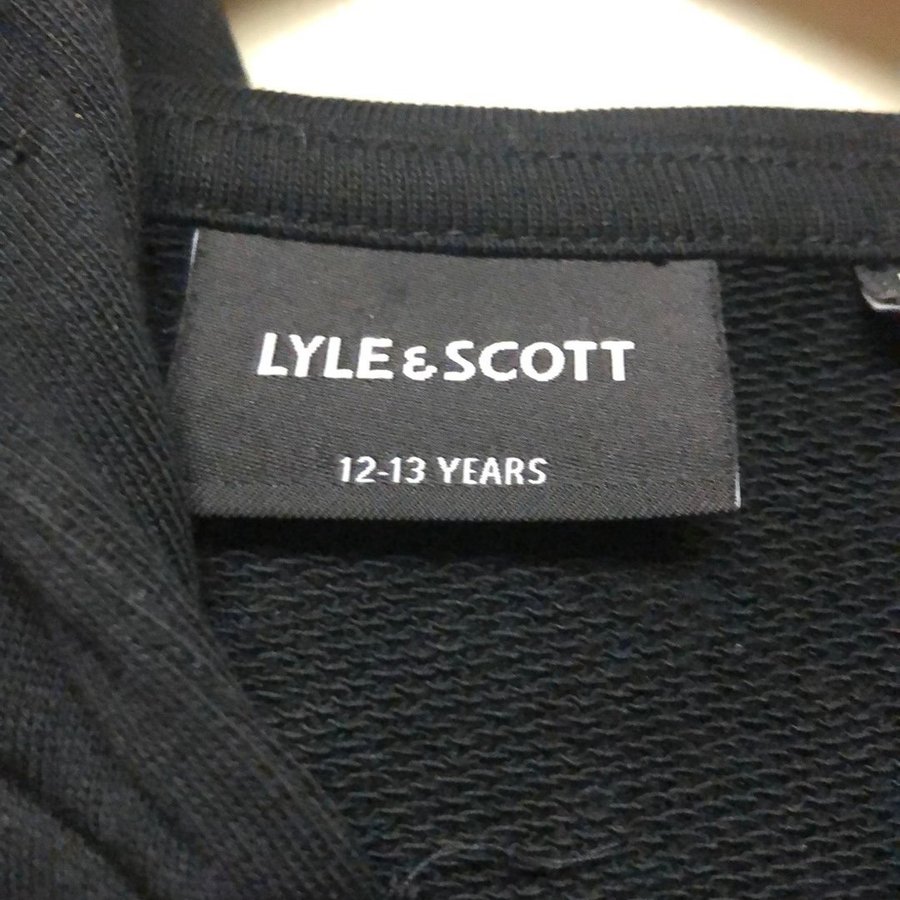 LYLE & SCOTT
12-13 YEARS